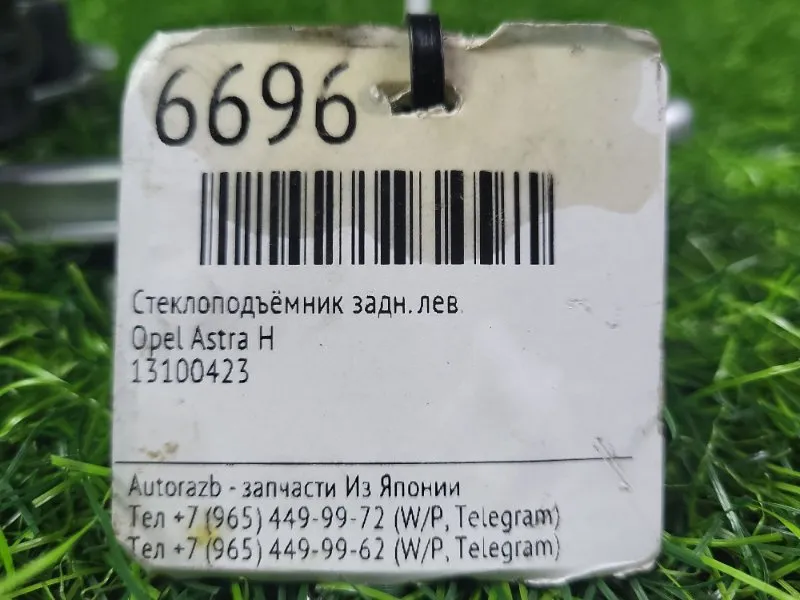 6696
Стеклоподъёмник задн. лев
Opel Astra H
13100423
Autorazb - запчасти Из Японии
Тел +7 (965) 449-99-72 (W/P, Telegram)
Тел +7 (965) 449-99-62 (W/P, Telegram)